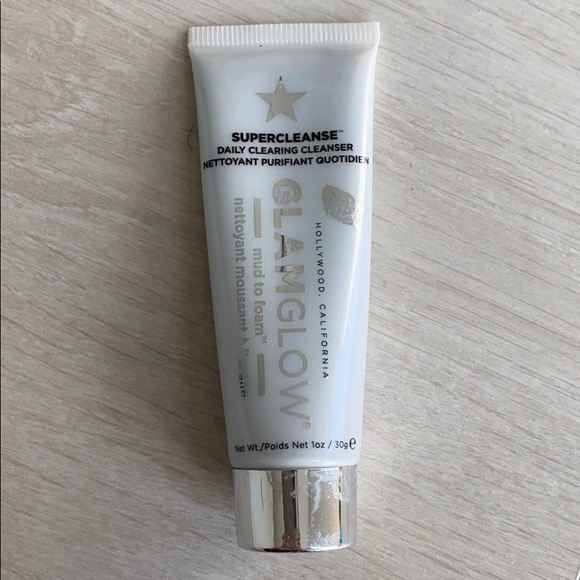 SUPERCLEANSE™
DAILY CLEARING CLEANSER
NETTOYANT PURIFIANT QUOTIDIEN
HOLLYWOOD, CALIFORNIA
GLAMGLOW®
mud to foam™
nettoyant moussant à
Net Wt./Poids Net 1oz / 30g℮